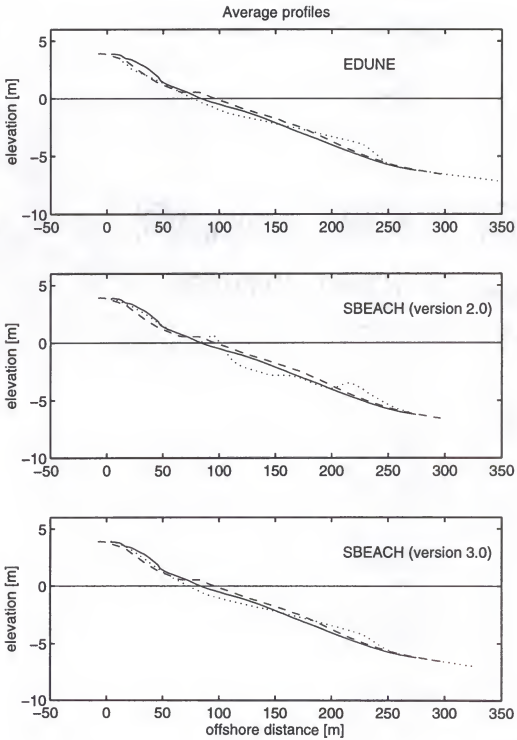 Average profiles
EDUNE
elevation [m]
5
0
−5
−10
−50 0 50 100 150 200 250 300 350
SBEACH (version 2.0)
elevation [m]
5
0
−5
−10
−50 0 50 100 150 200 250 300 350
SBEACH (version 3.0)
elevation [m]
5
0
−5
−10
−50 0 50 100 150 200 250 300 350
offshore distance [m]